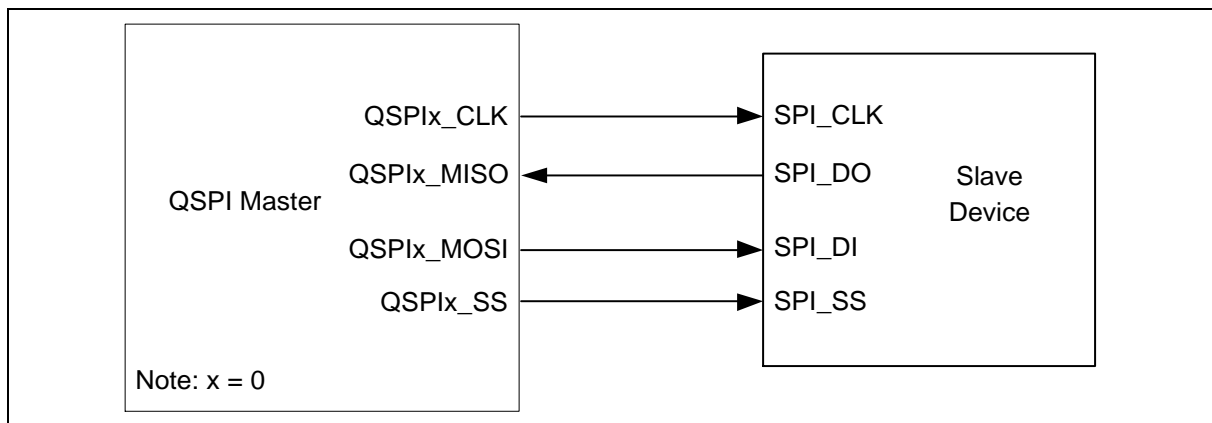 QSPI Master
QSPIx_CLK
QSPIx_MISO
QSPIx_MOSI
QSPIx_SS
Note: x = 0
SPI_CLK
SPI_DO
SPI_DI
SPI_SS
Slave
Device